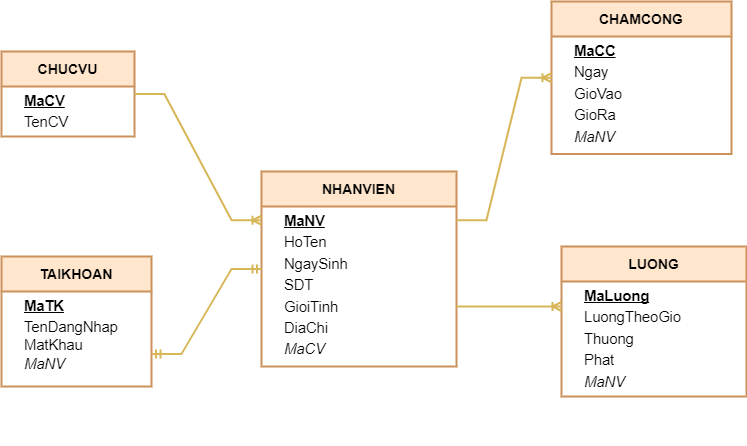 CHUCVU
MaCV
TenCV
TAIKHOAN
MaTK
TenDangNhap
MatKhau
MaNV
NHANVIEN
MaNV
HoTen
NgaySinh
SDT
GioiTinh
DiaChi
MaCV
CHAMCONG
MaCC
Ngay
GioVao
GioRa
MaNV
LUONG
MaLuong
LuongTheoGio
Thuong
Phat
MaNV